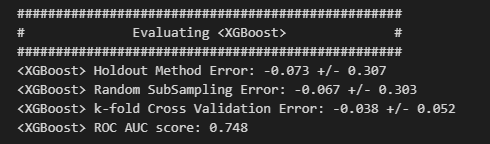 ##################################################
#              Evaluating <XGBoost>              #
##################################################
<XGBoost> Holdout Method Error: -0.073 +/- 0.307
<XGBoost> Random SubSampling Error: -0.067 +/- 0.303
<XGBoost> k-fold Cross Validation Error: -0.038 +/- 0.052
<XGBoost> ROC AUC score: 0.748